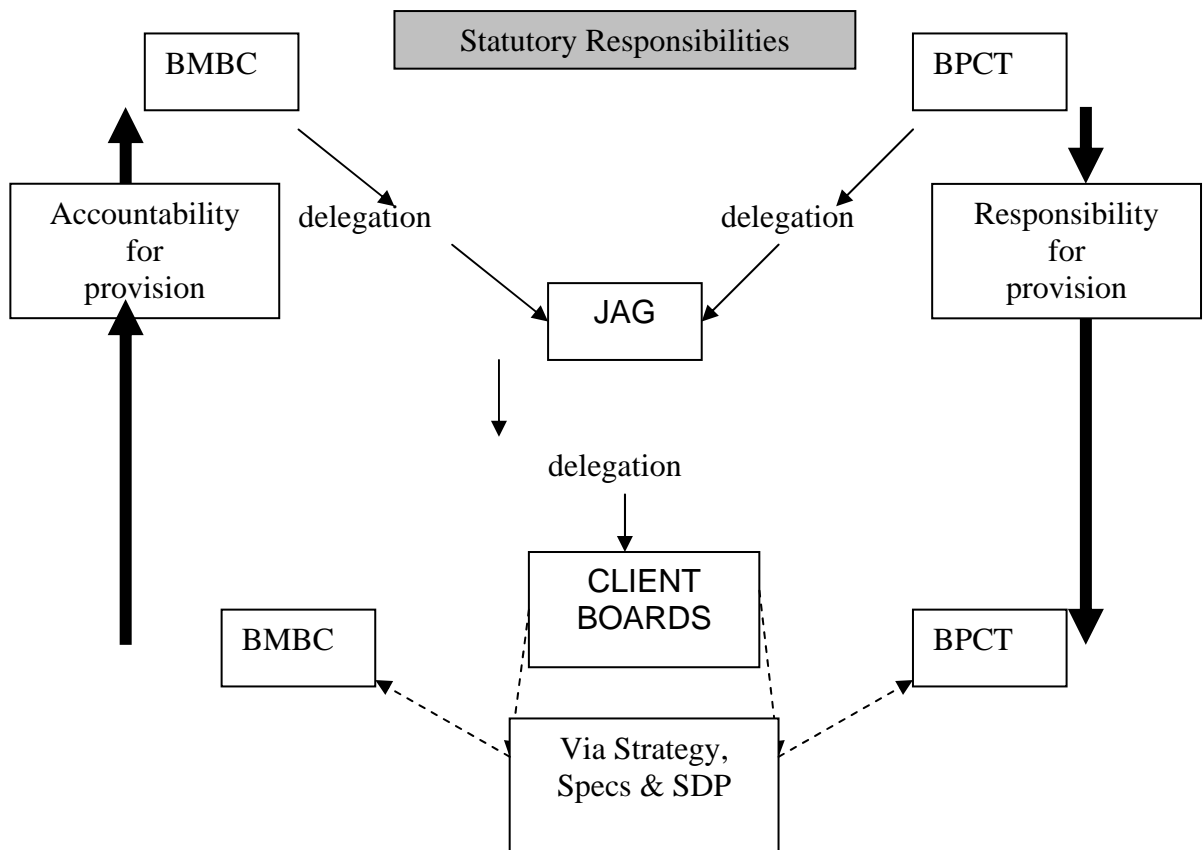 Statutory Responsibilities
BMBC
BPCT
Accountability
for
provision
delegation
delegation
Responsibility
for
provision
JAG
delegation
CLIENT
BOARDS
BMBC
BPCT
Via Strategy,
Specs & SDP